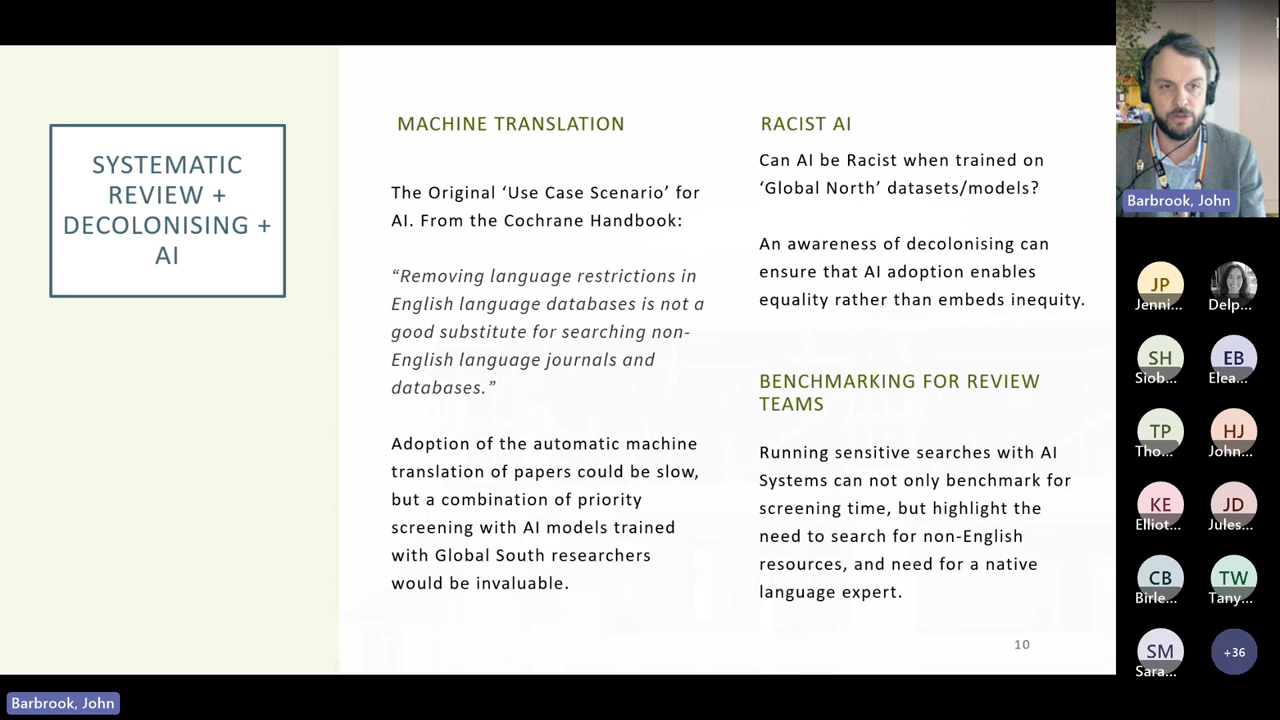 SYSTEMATIC
REVIEW +
DECOLONISING +
AI
MACHINE TRANSLATION
The Original ‘Use Case Scenario’ for
AI. From the Cochrane Handbook:
“Removing language restrictions in
English language databases is not a
good substitute for searching non-
English language journals and
databases.”
Adoption of the automatic machine
translation of papers could be slow,
but a combination of priority
screening with AI models trained
with Global South researchers
would be invaluable.
RACIST AI
Can AI be Racist when trained on
‘Global North’ datasets/models?
An awareness of decolonising can
ensure that AI adoption enables
equality rather than embeds inequity.
BENCHMARKING FOR REVIEW
TEAMS
Running sensitive searches with AI
Systems can not only benchmark for
screening time, but highlight the
need to search for non-English
resources, and need for a native
language expert.
10
Barbrook, John
JP
Jenni...
Delp...
SH
Siob...
EB
Elea...
TP
Tho...
HJ
John...
KE
Elliot...
JD
Jules...
CB
Birle...
TW
Tany...
SM
Sara...
+36
Barbrook, John